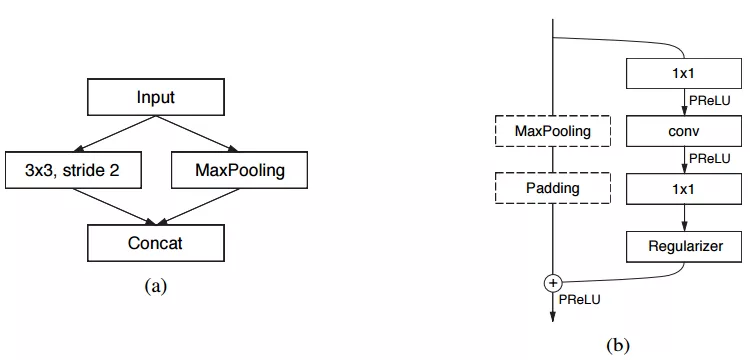 Input
3x3, stride 2
MaxPooling
Concat
(a)
1x1
PReLU
MaxPooling
conv
PReLU
Padding
1x1
Regularizer
+
PReLU
(b)